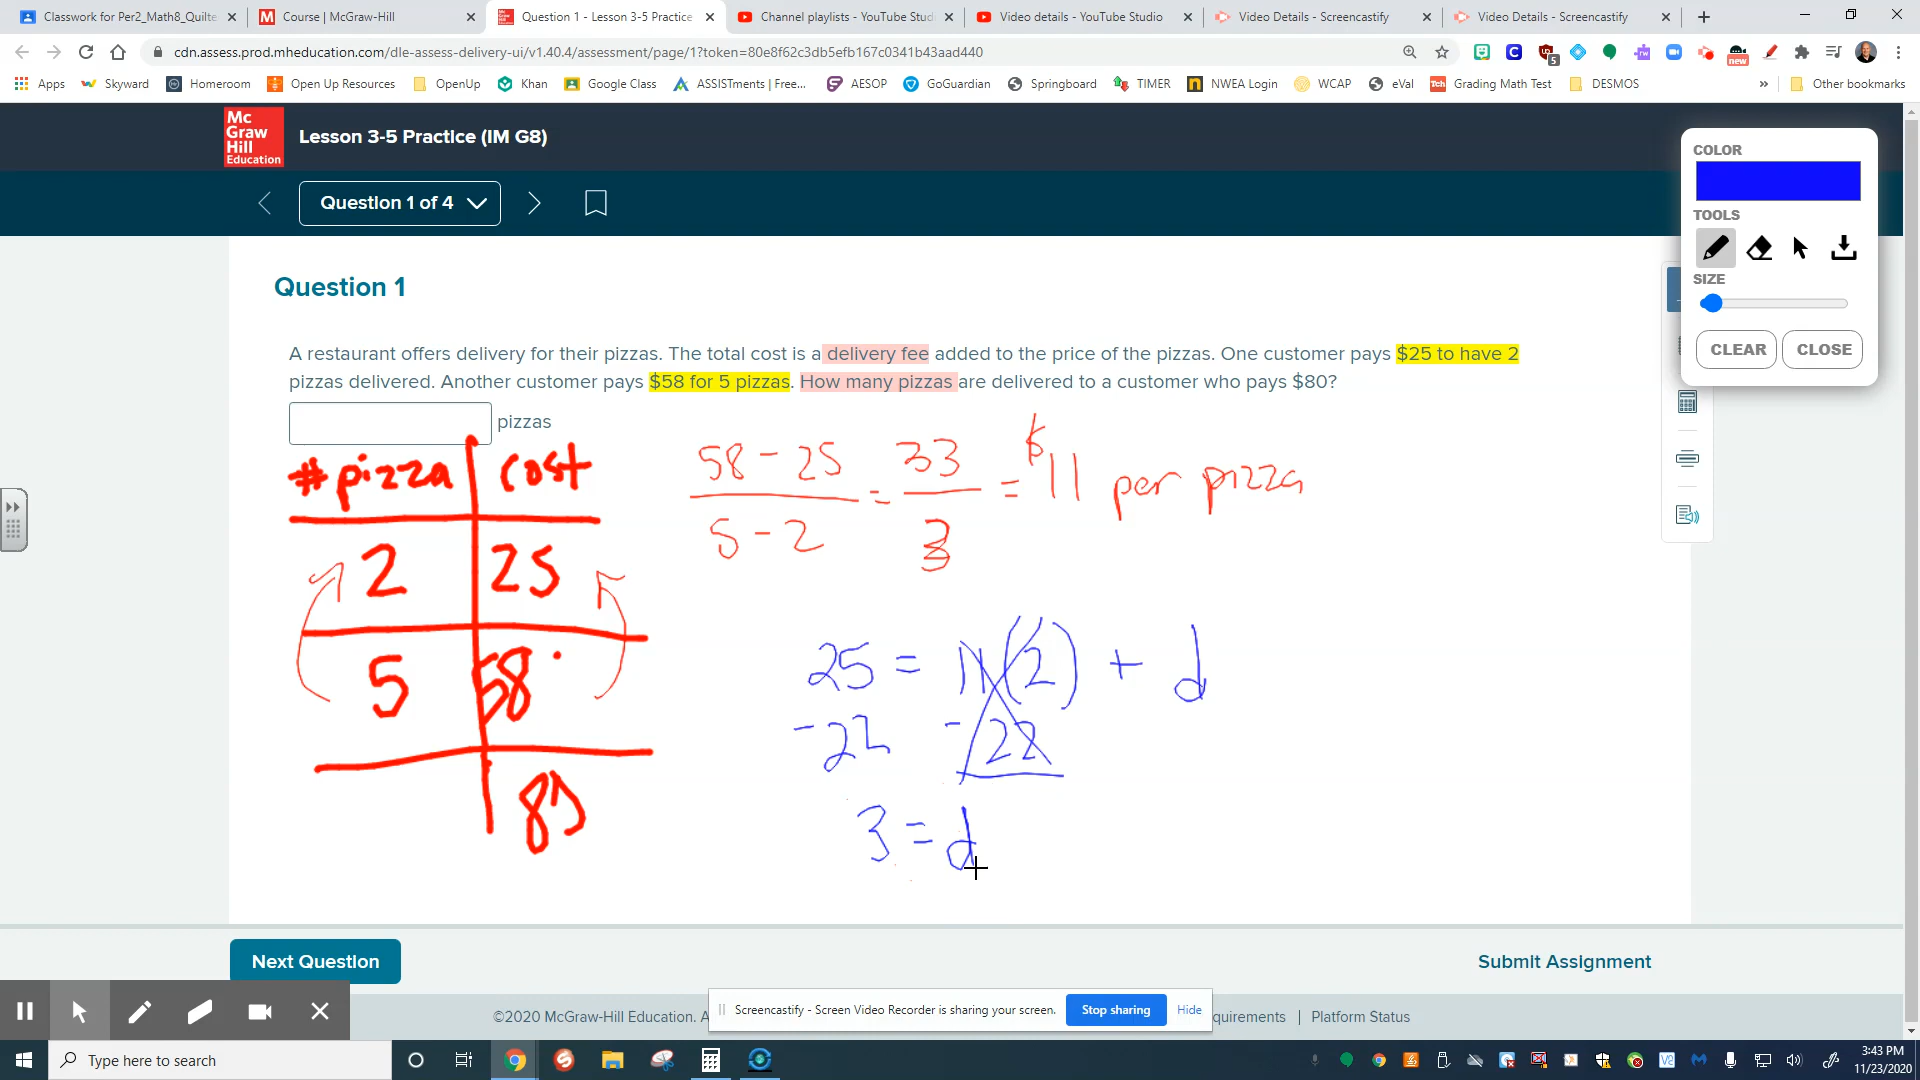 Classwork for Per2_Math8_Quilte
Course | McGraw-Hill
Question 1 - Lesson 3-5 Practice
Channel playlists - YouTube Stud
Video details - YouTube Studio
Video Details - Screencastify
Video Details - Screencastify
cdn.assess.prod.mheducation.com/dle-assess-delivery-ui/v1.40.4/assessment/page/1?token=80e8f62c3db5efb167c0341b43aad440
Apps
Skyward
Homeroom
Open Up Resources
OpenUp
Khan
Google Class
ASSISTments | Free...
AESOP
GoGuardian
Springboard
TIMER
NWEA Login
WCAP
eVal
Grading Math Test
DESMOS
»
Other bookmarks
Mc
Graw
Hill
Education
Lesson 3-5 Practice (IM G8)
Question 1 of 4
COLOR
TOOLS
SIZE
CLEAR
CLOSE
Question 1
A restaurant offers delivery for their pizzas. The total cost is a delivery fee added to the price of the pizzas. One customer pays $25 to have 2
pizzas delivered. Another customer pays $58 for 5 pizzas. How many pizzas are delivered to a customer who pays $80?
pizzas
# pizza cost
2 25
5 58
58 - 25
5 - 2
=
33
3
= $11 per pizza
25 = 11(2) + d
-22 -22
3 = d
Next Question
Submit Assignment
©2020 McGraw-Hill Education. A
Screencastify - Screen Video Recorder is sharing your screen.
Stop sharing
Hide
quirements | Platform Status
Type here to search
3:43 PM
11/23/2020